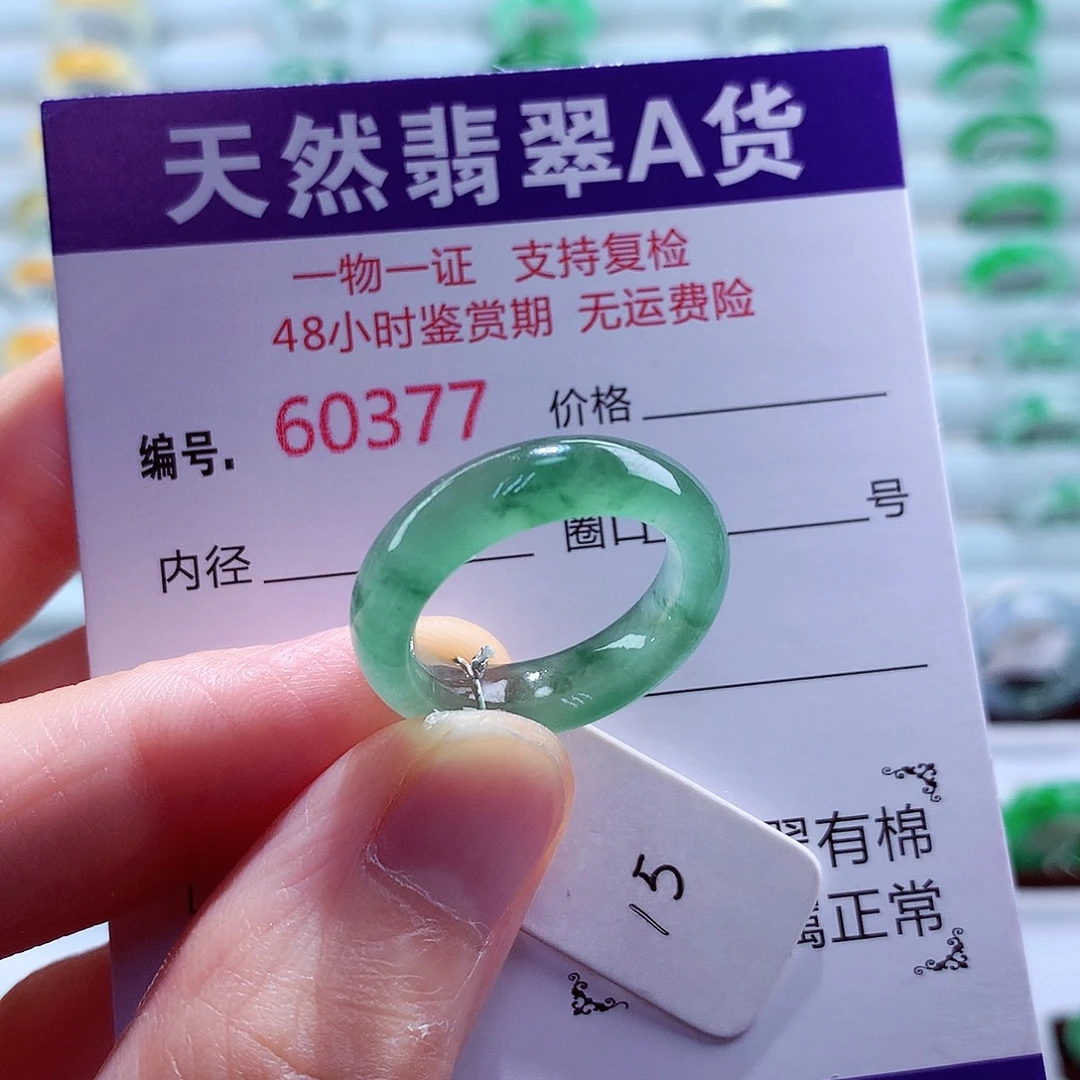 天然翡翠A货
一物一证 支持复检
48小时鉴赏期 无运费险
编号. 60377 价格
内径 圈口 号
15
有棉
正常